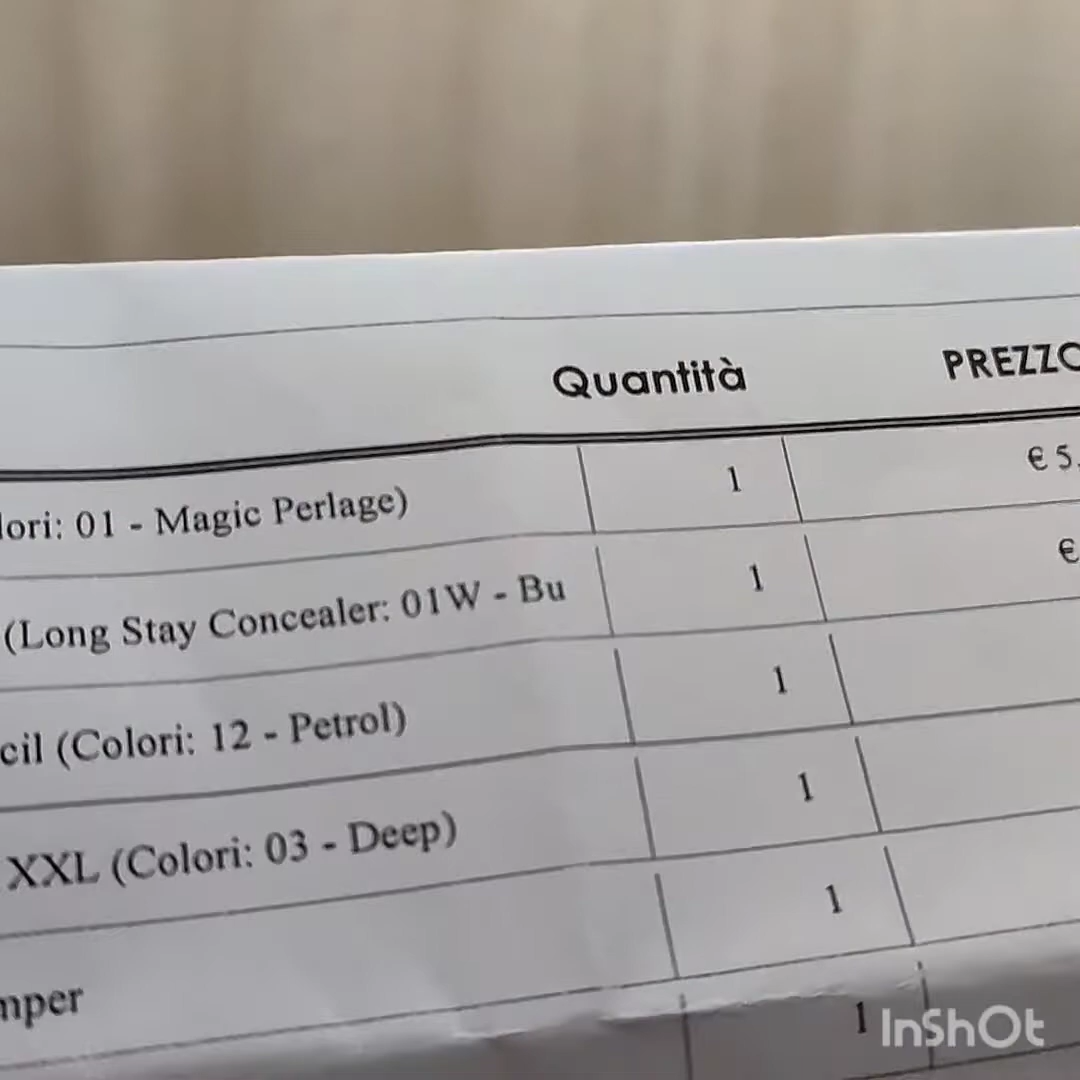 Quantità PREZZO
lori: 01 - Magic Perlage) 1 € 5,
(Long Stay Concealer: 01W - Bu 1 €
cil (Colori: 12 - Petrol) 1
XXL (Colori: 03 - Deep) 1
mper 1
1
InShOt